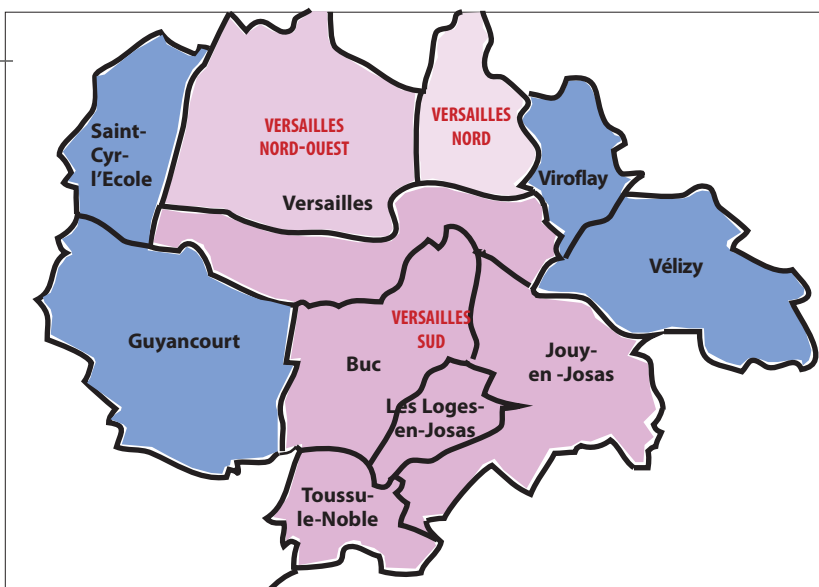 VERSAILLES
NORD-OUEST
VERSAILLES
NORD
Saint-
Cyr-
l'Ecole
Viroflay
Versailles
Vélizy
VERSAILLES
SUD
Guyancourt
Buc
Jouy-
en -Josas
Les Loges-
en-Josas
Toussu-
le-Noble